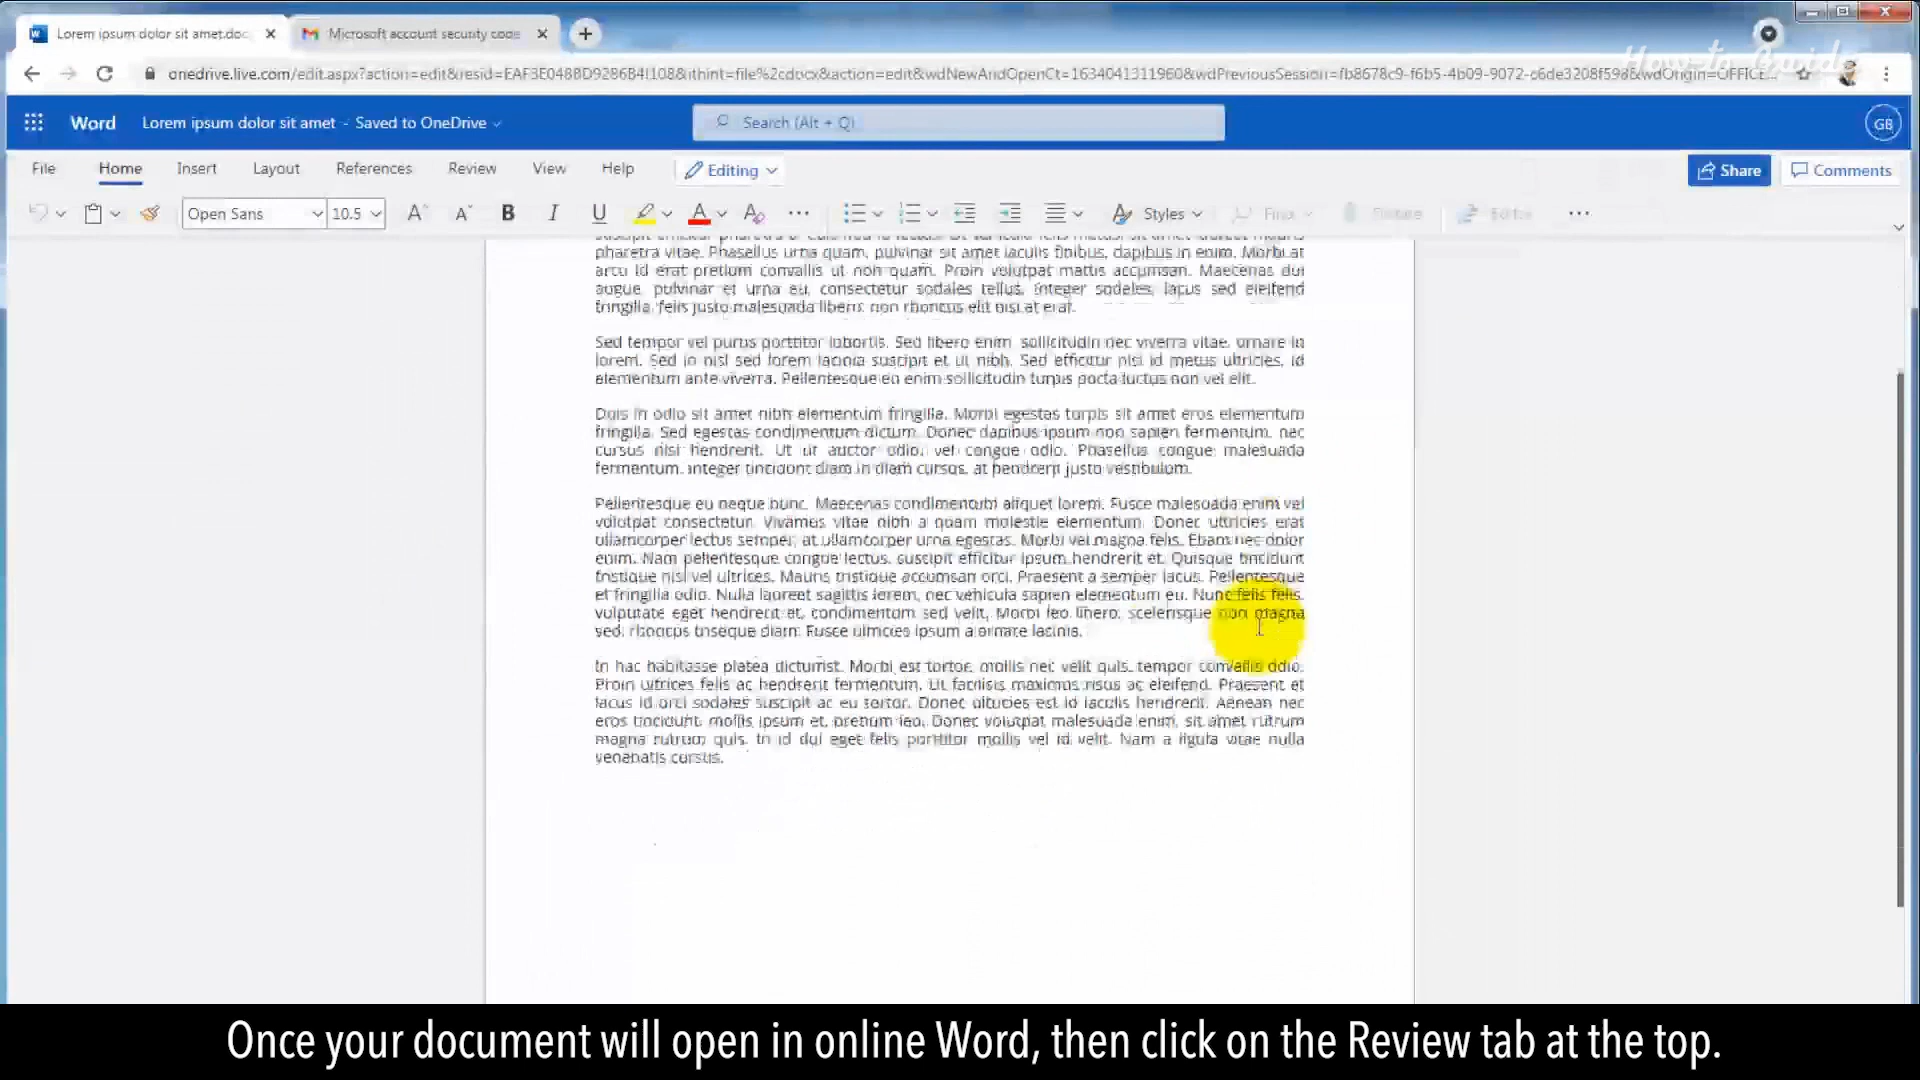 Lorem ipsum dolor sit amet.doc
Microsoft account security code
How-to Guide
onedrive.live.com/edit.aspx?action=edit&resid=EAF3E048BD9286B4!108&ithint=file%2cdocx&action=edit&wdNewAndOpenCt=1634041311960&wdPreviousSession=fb8678c9-f6b5-4b09-9072-c6de3208f598&wdOrigin=OFFICE...
Word Lorem ipsum dolor sit amet - Saved to OneDrive
Search (Alt + Q)
GB
File Home Insert Layout References Review View Help Editing Share Comments
Open Sans 10.5 B I U Styles Find Dictate Editor
pharetra vitae. Phasellus urna quam, pulvinar sit amet iaculis finibus, dapibus in enim. Morbi at
arcu id erat pretium convallis ut non quam. Proin volutpat mattis accumsan. Maecenas dui
augue, pulvinar et urna eu, consectetur sodales tellus. Integer sodales, lacus sed eleifend
fringilla, felis justo malesuada libero, non rhoncus elit nisi at erat.
Sed tempor vel purus porttitor lobortis. Sed libero enim, sollicitudin nec viverra vitae, ornare in
lorem. Sed in nisl sed lorem lacinia suscipit et ut nibh. Sed efficitur nisi id metus ultricies, id
elementum ante viverra. Pellentesque eu enim sollicitudin turpis porta luctus non vel elit.
Duis in odio sit amet nibh elementum fringilla. Morbi egestas turpis sit amet eros elementum
fringilla. Sed egestas condimentum dictum. Donec dapibus ipsum non sapien fermentum, nec
cursus nisl hendrerit. Ut ut auctor odio, vel congue odio. Phasellus congue malesuada
fermentum. Integer tincidunt diam in diam cursus, at hendrerit justo vestibulum.
Pellentesque eu neque nunc. Maecenas condimentum aliquet lorem. Fusce malesuada enim vel
volutpat consectetur. Vivamus vitae nibh a quam molestie elementum. Donec ultricies erat
ullamcorper lectus semper, at ullamcorper urna egestas. Morbi vel magna felis. Etiam nec dolor
enim. Nam pellentesque congue lectus, suscipit efficitur ipsum hendrerit et. Quisque tincidunt
tristique nisl vel ultrices. Mauris tristique accumsan orci. Praesent a semper lacus. Pellentesque
et fringilla odio. Nulla laoreet sagittis lorem, nec vehicula sapien elementum eu. Nunc felis felis,
vulputate eget hendrerit et, condimentum sed velit. Morbi leo libero, scelerisque non magna
sed, rhoncus tristique diam. Fusce ultricies ipsum a ornare lacinia.
In hac habitasse platea dictumst. Morbi est tortor, mollis nec velit quis, tempor convallis odio.
Proin ultrices felis ac hendrerit fermentum. Ut facilisis maximus risus ac eleifend. Praesent et
lacus id orci sodales suscipit ac eu tortor. Donec ultricies est id iaculis hendrerit. Aenean nec
eros tincidunt, mollis ipsum et, pretium leo. Donec volutpat malesuada enim, sit amet rutrum
magna rutrum quis. In id dui eget felis porttitor mollis vel id velit. Nam a ligula vitae nulla
venenatis cursus.
Once your document will open in online Word, then click on the Review tab at the top.